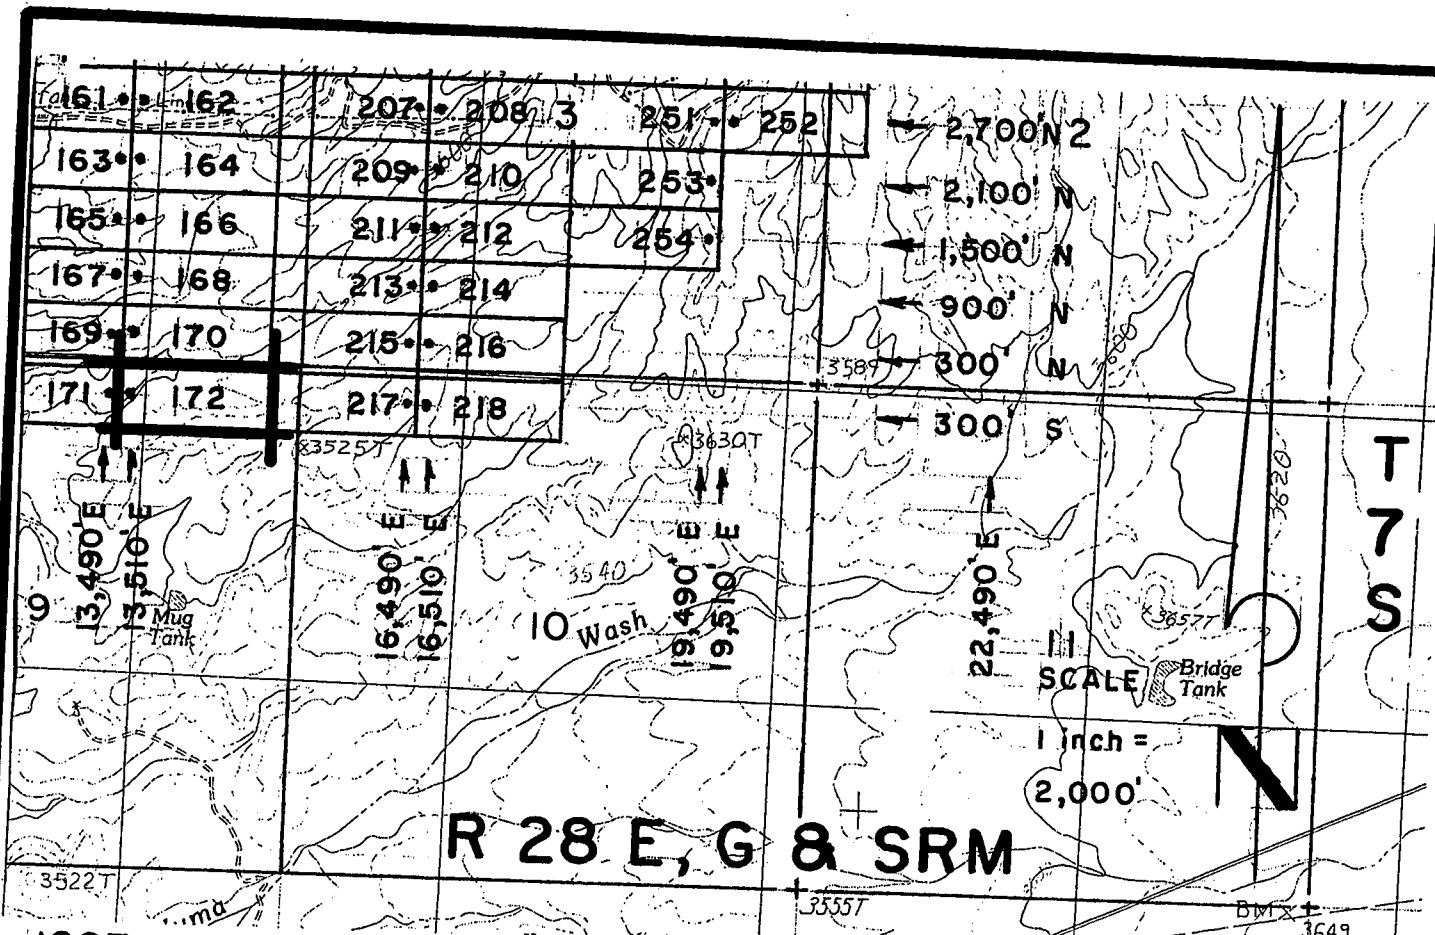 161 162 207 208 3 251 252 2,700' N 2
163 164 209 210 253 2,100' N
165 166 211 212 254 1,500' N
167 168 213 214 900' N
169 170 215 216 3589 300' N
171 172 217 218 300' S
3600
3525T
3630T
3620
T
7
S
13,490' E
13,510' E
16,490' E
16,510' E
19,490' E
19,510' E
22,490' E
9
Mug
Tank
3540
10
Wash
11
3657T
SCALE
Bridge
Tank
1 inch =
2,000'
N
R 28 E, G & SRM
3522T
3555T
BM
3649